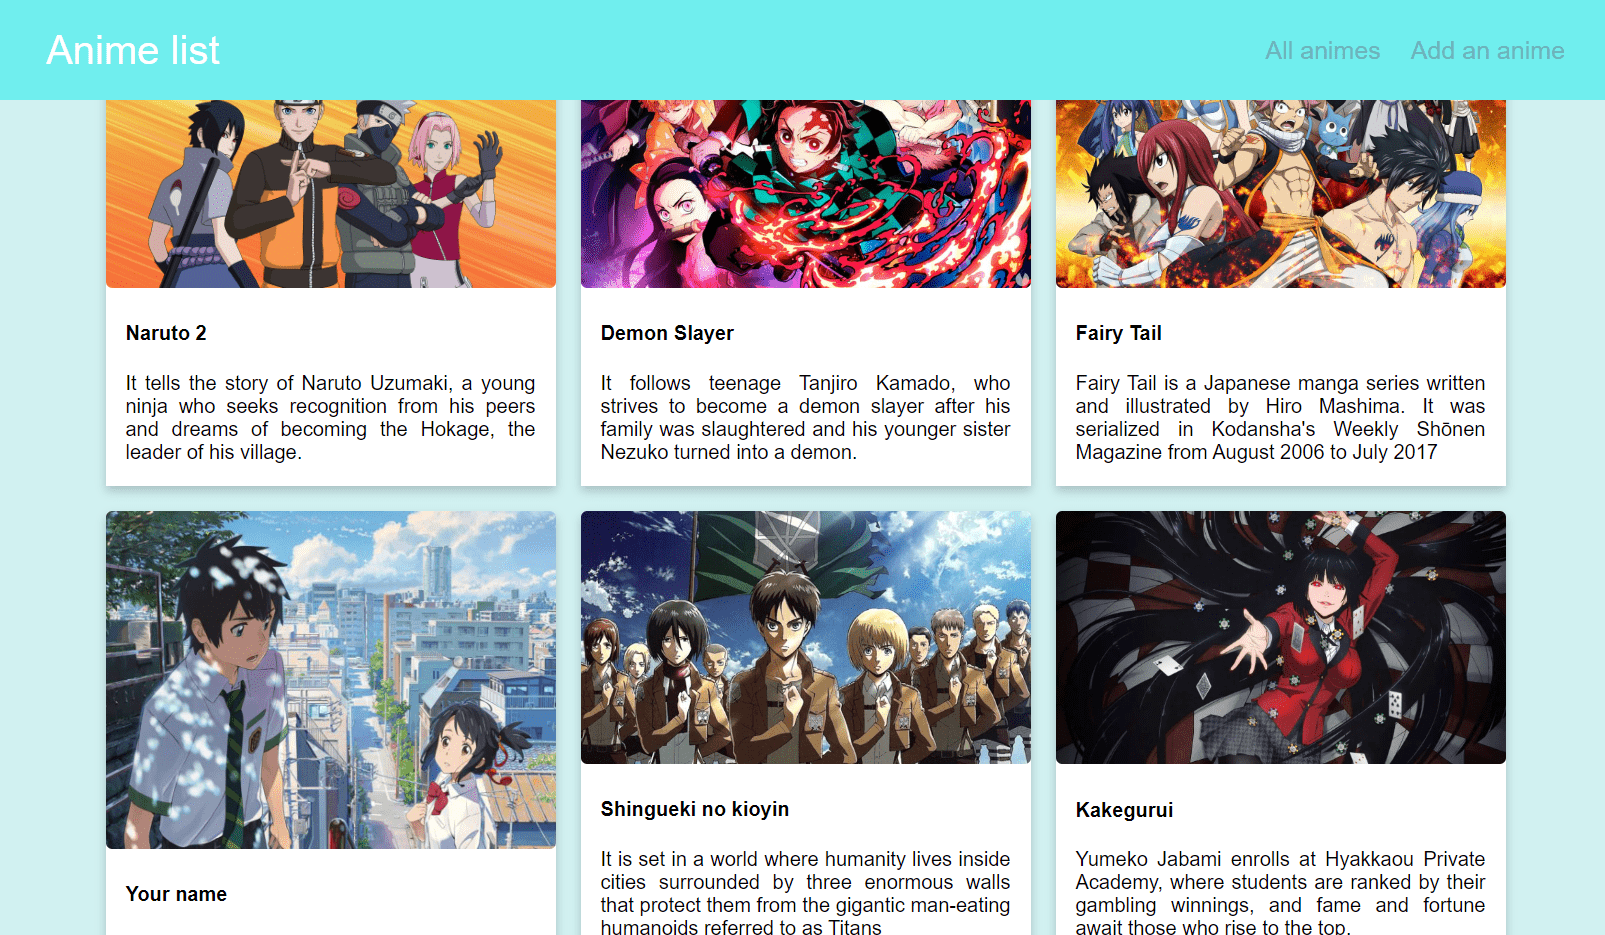 Anime list
All animes
Add an anime
Naruto 2
It tells the story of Naruto Uzumaki, a young
ninja who seeks recognition from his peers
and dreams of becoming the Hokage, the
leader of his village.
Demon Slayer
It follows teenage Tanjiro Kamado, who
strives to become a demon slayer after his
family was slaughtered and his younger sister
Nezuko turned into a demon.
Fairy Tail
Fairy Tail is a Japanese manga series written
and illustrated by Hiro Mashima. It was
serialized in Kodansha's Weekly Shōnen
Magazine from August 2006 to July 2017
Your name
Shingueki no kioyin
It is set in a world where humanity lives inside
cities surrounded by three enormous walls
that protect them from the gigantic man-eating
humanoids referred to as Titans
Kakegurui
Yumeko Jabami enrolls at Hyakkaou Private
Academy, where students are ranked by their
gambling winnings, and fame and fortune
await those who rise to the top.